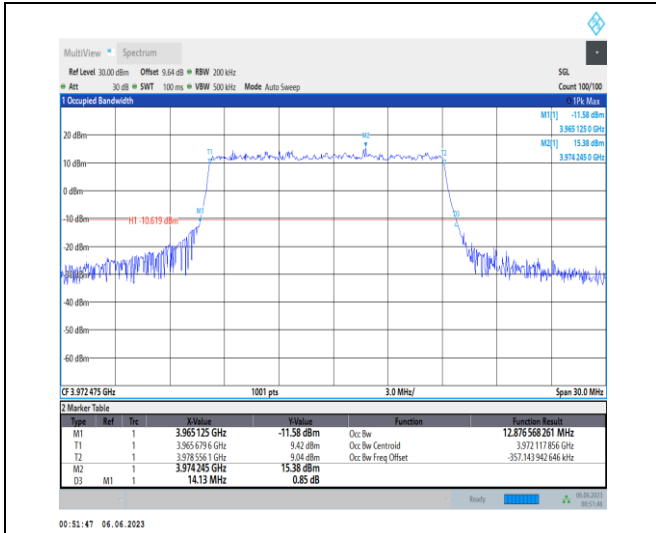 MultiView Spectrum
Ref Level 30.00 dBm Offset 9.64 dB RBW 200 kHz SGL
Att 30 dB SWT 100 ms VBW 500 kHz Mode Auto Sweep Count 100/100
1 Occupied Bandwidth 1Pk Max
M1[1] -11.58 dBm
3.965 125 0 GHz
M2[1] 15.38 dBm
3.974 245 0 GHz
20 dBm
M2
T1
T2
10 dBm
0 dBm
M1
D3
-10 dBm
H1 -10.619 dBm
-20 dBm
-30 dBm
-40 dBm
-50 dBm
-60 dBm
CF 3.972 475 GHz 1001 pts 3.0 MHz/ Span 30.0 MHz
2 Marker Table
Type Ref Trc X-Value Y-Value Function Function Result
M1 1 3.965 125 GHz -11.58 dBm Occ Bw 12.876 568 261 MHz
T1 1 3.965 679 6 GHz 9.42 dBm Occ Bw Centroid 3.972 117 856 GHz
T2 1 3.978 556 1 GHz 9.04 dBm Occ Bw Freq Offset -357.143 942 646 kHz
M2 1 3.974 245 GHz 15.38 dBm
D3 M1 1 14.13 MHz 0.85 dB
Ready 06.06.2023
00:51:46
00:51:47 06.06.2023